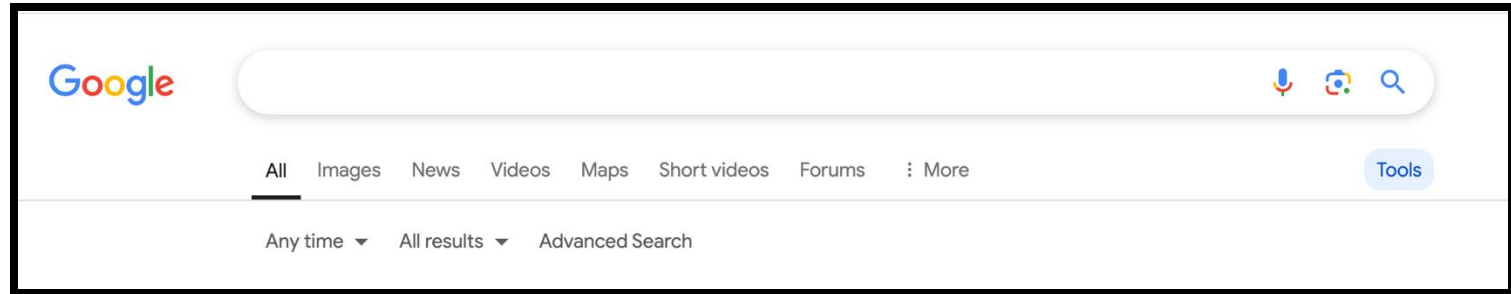 Google
All Images News Videos Maps Short videos Forums More Tools
Any time All results Advanced Search